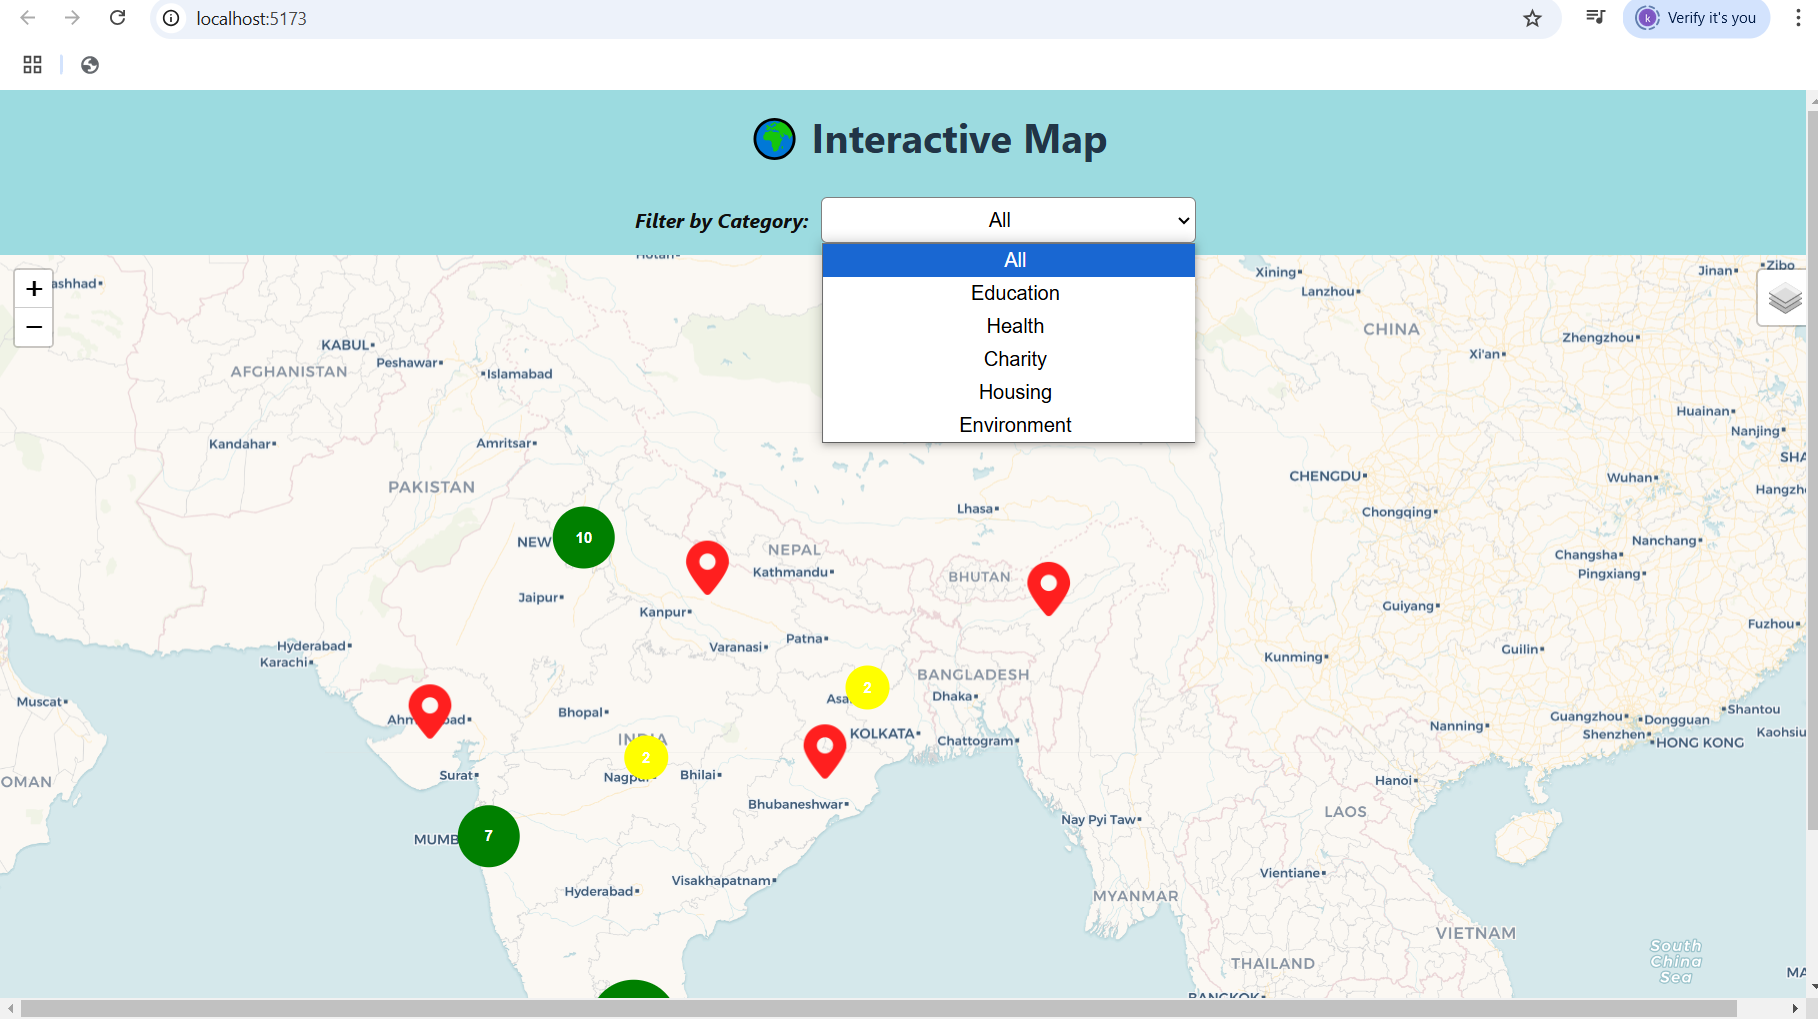 localhost:5173
k
Verify it's you
Interactive Map
Filter by Category:
All
All
Education
Health
Charity
Housing
Environment
+
−
ashhad
Xining
Lanzhou
Jinan
Zibo
CHINA
Zhengzhou
Xi'an
KABUL
Peshawar
Islamabad
AFGHANISTAN
Huainan
Nanjing
Kandahar
Amritsar
SHA
CHENGDU
Wuhan
Hangzh
PAKISTAN
Lhasa
Chongqing
NEW
10
NEPAL
Kathmandu
BHUTAN
Changsha
Nanchang
Pingxiang
Jaipur
Kanpur
Guiyang
Fuzhou
Hyderabad
Karachi
Varanasi
Patna
Kunming
Guilin
BANGLADESH
Muscat
Asa
2
Dhaka
Ahm
bad
Bhopal
KOLKATA
Chattogram
Nanning
Guangzhou
Dongguan
Shantou
Shenzhen
HONG KONG
Kaohsiu
INDIA
2
Nagpur
Surat
Bhilai
OMAN
Hanoi
Bhubaneshwar
LAOS
MUMB
7
Nay Pyi Taw
Hyderabad
Visakhapatnam
Vientiane
MYANMAR
VIETNAM
South
China
Sea
THAILAND
MA
BANGKOK